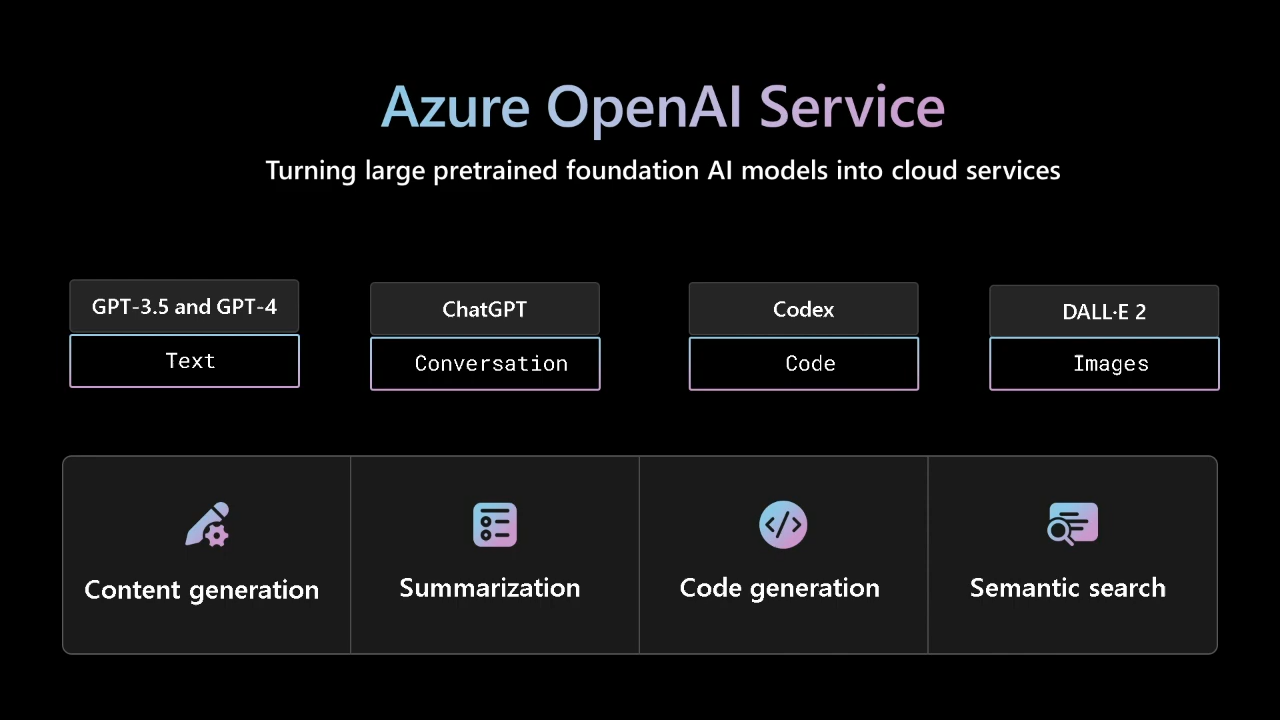 Azure OpenAI Service
Turning large pretrained foundation AI models into cloud services
GPT-3.5 and GPT-4
Text
ChatGPT
Conversation
Codex
Code
DALL·E 2
Images
Content generation
Summarization
Code generation
Semantic search